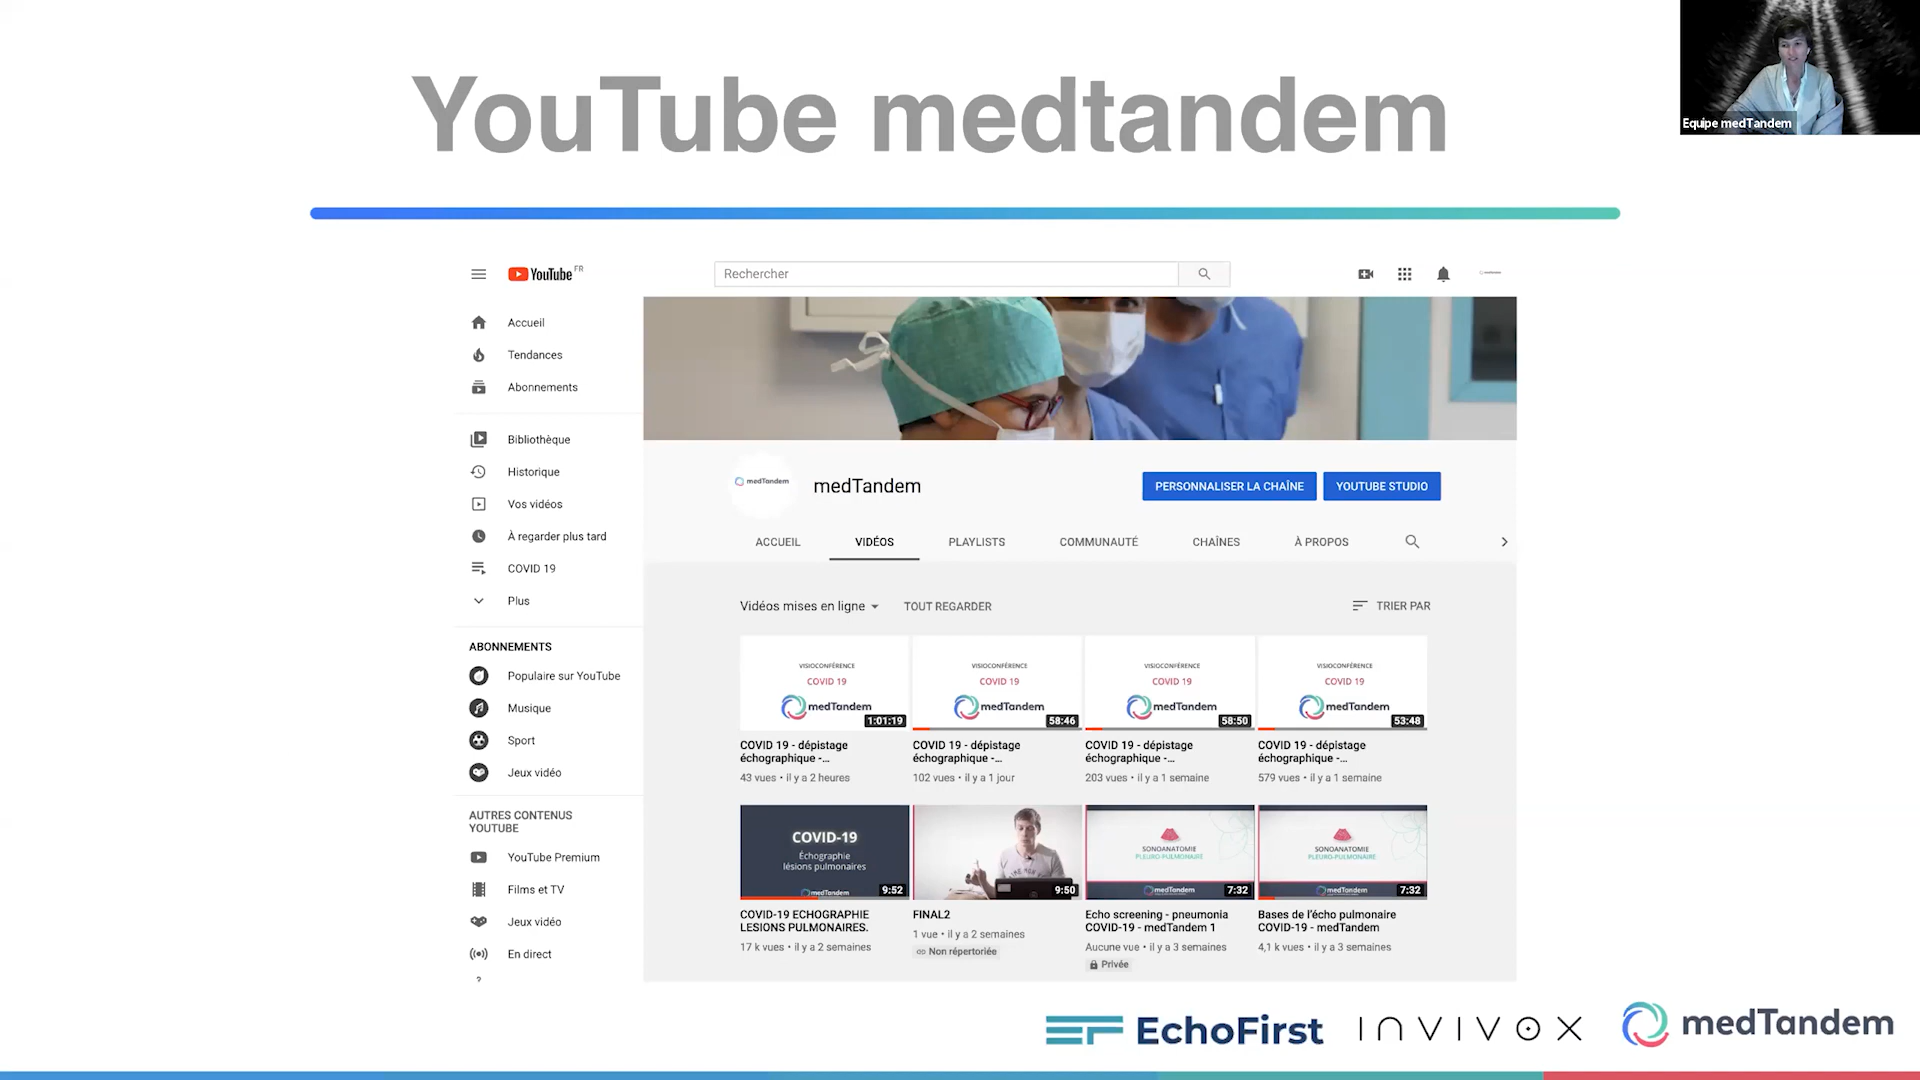 YouTube medtandem
Equipe medTandem
YouTube FR
Rechercher
Accueil
Tendances
Abonnements
Bibliothèque
Historique
Vos vidéos
À regarder plus tard
COVID 19
Plus
ABONNEMENTS
Populaire sur YouTube
Musique
Sport
Jeux vidéo
AUTRES CONTENUS
YOUTUBE
YouTube Premium
Films et TV
Jeux vidéo
En direct
medTandem
medTandem
PERSONNALISER LA CHAÎNE
YOUTUBE STUDIO
ACCUEIL
VIDÉOS
PLAYLISTS
COMMUNAUTÉ
CHAÎNES
À PROPOS
Vidéos mises en ligne
TOUT REGARDER
TRIER PAR
VISIOCONFÉRENCE
COVID 19
medTandem
1:01:19
COVID 19 - dépistage
échographique -...
43 vues • il y a 2 heures
VISIOCONFÉRENCE
COVID 19
medTandem
58:46
COVID 19 - dépistage
échographique -...
102 vues • il y a 1 jour
VISIOCONFÉRENCE
COVID 19
medTandem
58:50
COVID 19 - dépistage
échographique -...
203 vues • il y a 1 semaine
VISIOCONFÉRENCE
COVID 19
medTandem
53:48
COVID 19 - dépistage
échographique -...
579 vues • il y a 1 semaine
COVID-19
Échographie
lésions pulmonaires
medTandem
9:52
COVID-19 ECHOGRAPHIE
LESIONS PULMONAIRES.
17 k vues • il y a 2 semaines
9:50
FINAL2
1 vue • il y a 2 semaines
Non répertoriée
SONOANATOMIE
PLEURO-PULMONAIRE
medTandem
7:32
Echo screening - pneumonia
COVID-19 - medTandem 1
Aucune vue • il y a 3 semaines
Privée
SONOANATOMIE
PLEURO-PULMONAIRE
medTandem
7:32
Bases de l'écho pulmonaire
COVID-19 - medTandem
4,1 k vues • il y a 3 semaines
EchoFirst
INVIVOX
medTandem